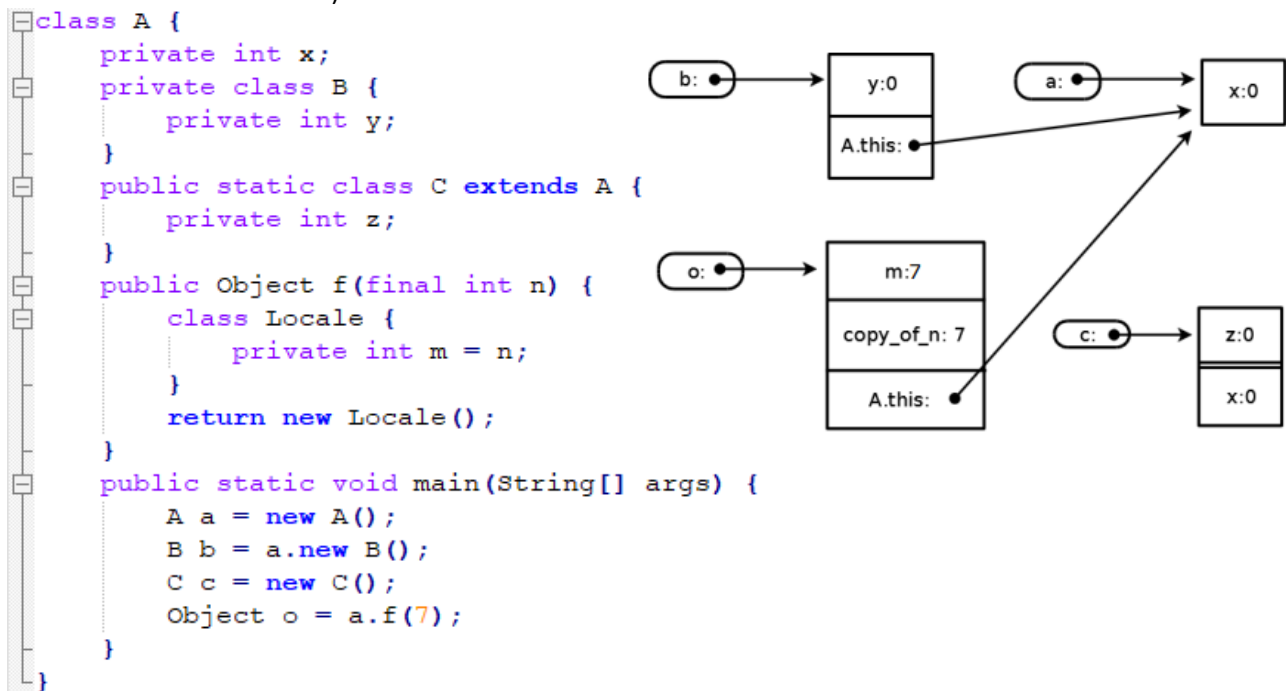 class A {
    private int x;
    private class B {
        private int y;
    }
    public static class C extends A {
        private int z;
    }
    public Object f(final int n) {
        class Locale {
            private int m = n;
        }
        return new Locale();
    }
    public static void main(String[] args) {
        A a = new A();
        B b = a.new B();
        C c = new C();
        Object o = a.f(7);
    }
}
b:
y:0
A.this:
a:
x:0
o:
m:7
copy_of_n: 7
A.this:
c:
z:0
x:0